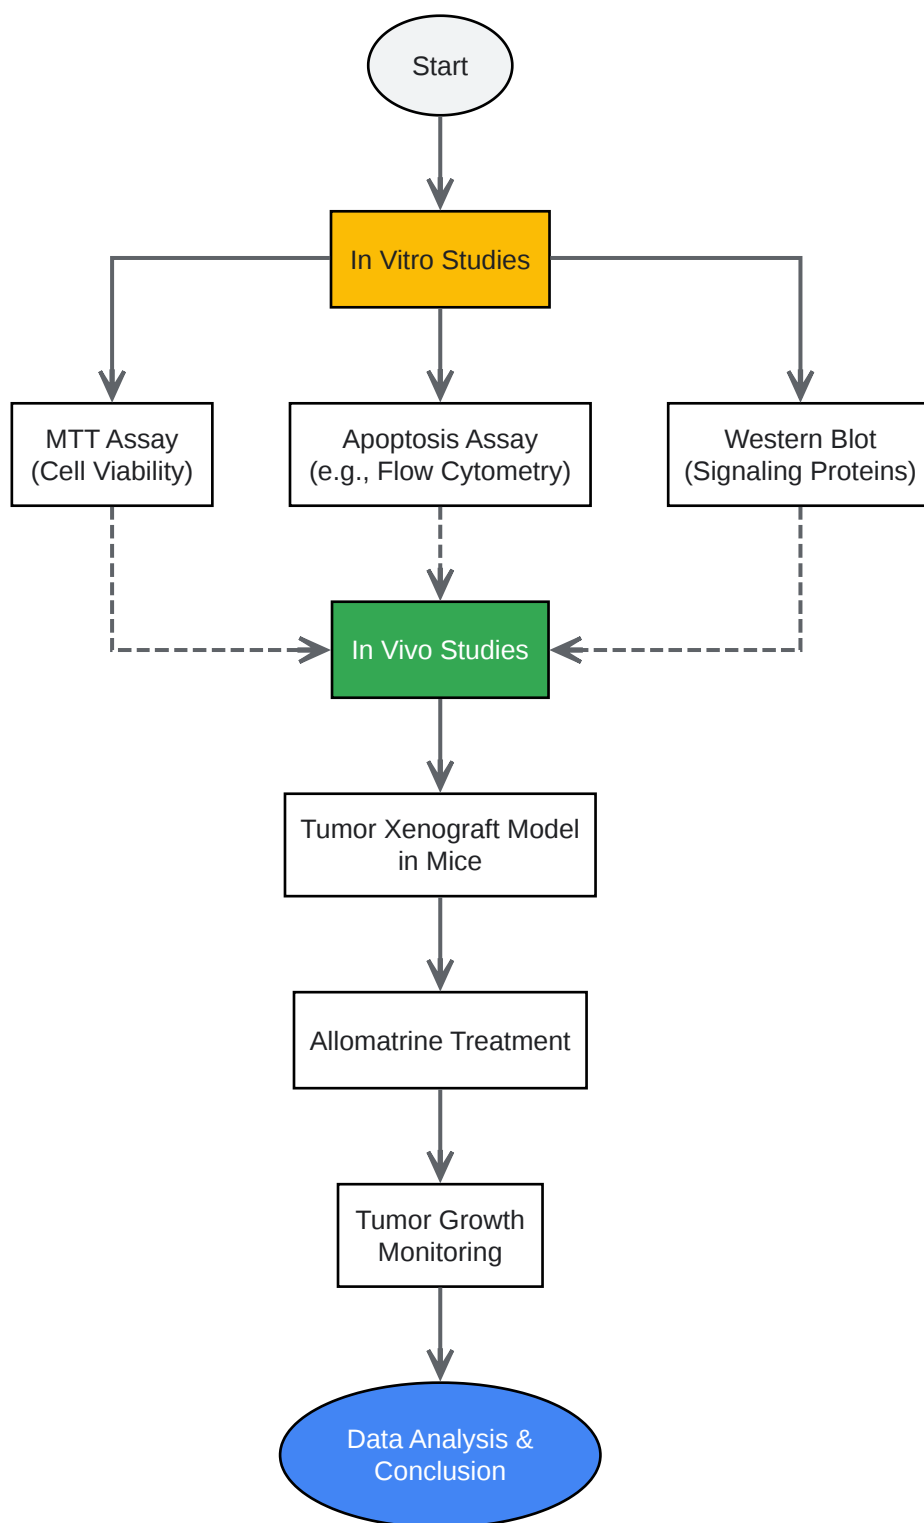 Start
In Vitro Studies
MTT Assay
(Cell Viability)
Apoptosis Assay
(e.g., Flow Cytometry)
Western Blot
(Signaling Proteins)
In Vivo Studies
Tumor Xenograft Model
in Mice
Allomatrine Treatment
Tumor Growth
Monitoring
Data Analysis &
Conclusion